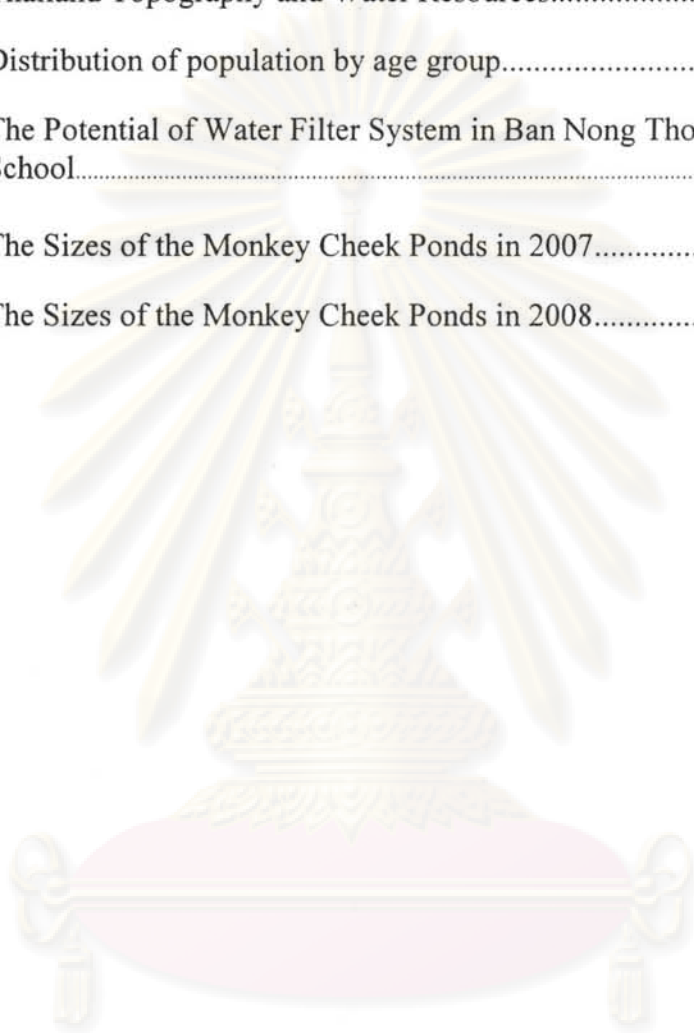 Distribution of population by age group......................
The Potential of Water Filter System in Ban Nong Tho
School................................................................................
The Sizes of the Monkey Cheek Ponds in 2007.............
The Sizes of the Monkey Cheek Ponds in 2008.............